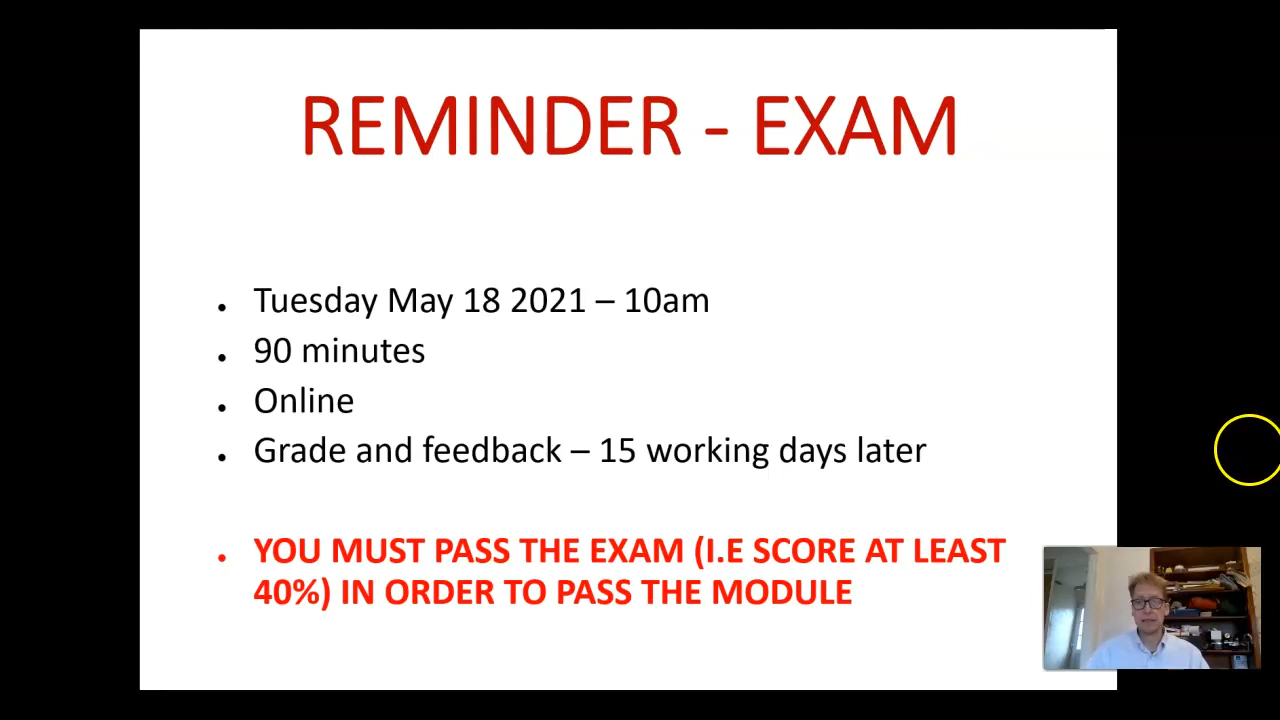 REMINDER - EXAM
• Tuesday May 18 2021 – 10am
• 90 minutes
• Online
• Grade and feedback – 15 working days later
• YOU MUST PASS THE EXAM (I.E SCORE AT LEAST
40%) IN ORDER TO PASS THE MODULE